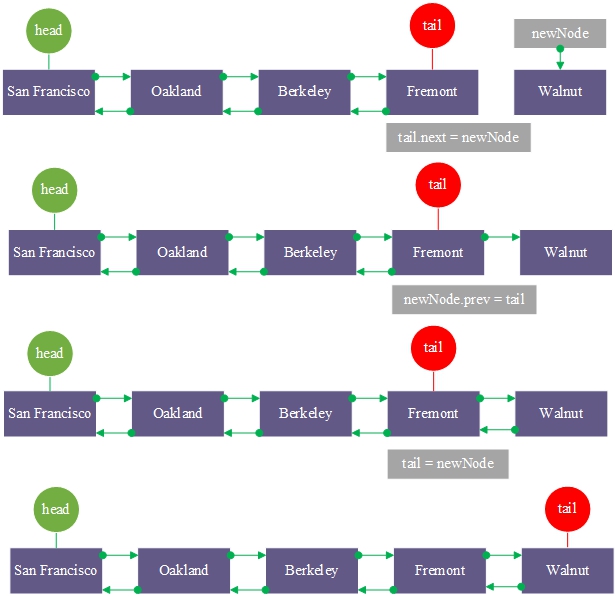 head
tail
newNode
San Francisco
Oakland
Berkeley
Fremont
Walnut
tail.next = newNode
head
tail
San Francisco
Oakland
Berkeley
Fremont
Walnut
newNode.prev = tail
head
tail
San Francisco
Oakland
Berkeley
Fremont
Walnut
tail = newNode
head
tail
San Francisco
Oakland
Berkeley
Fremont
Walnut